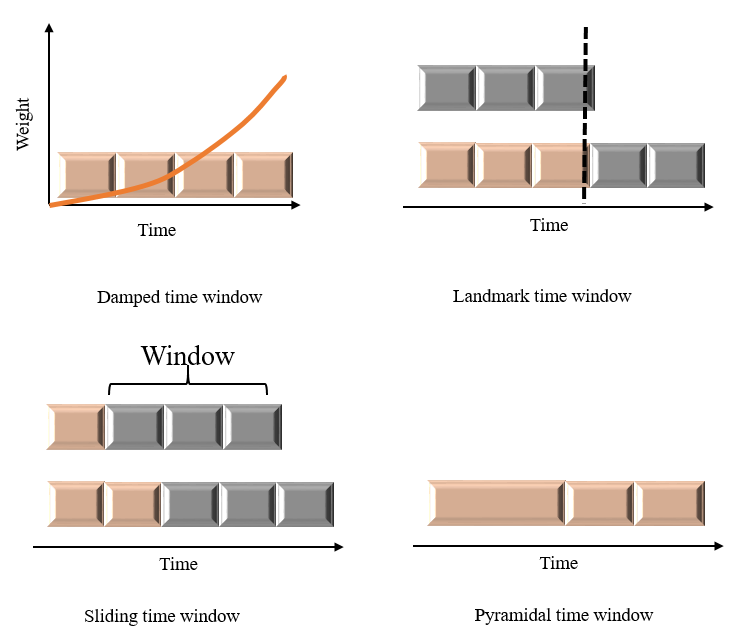 Weight
Time
Damped time window
Time
Landmark time window
Window
Time
Sliding time window
Time
Pyramidal time window